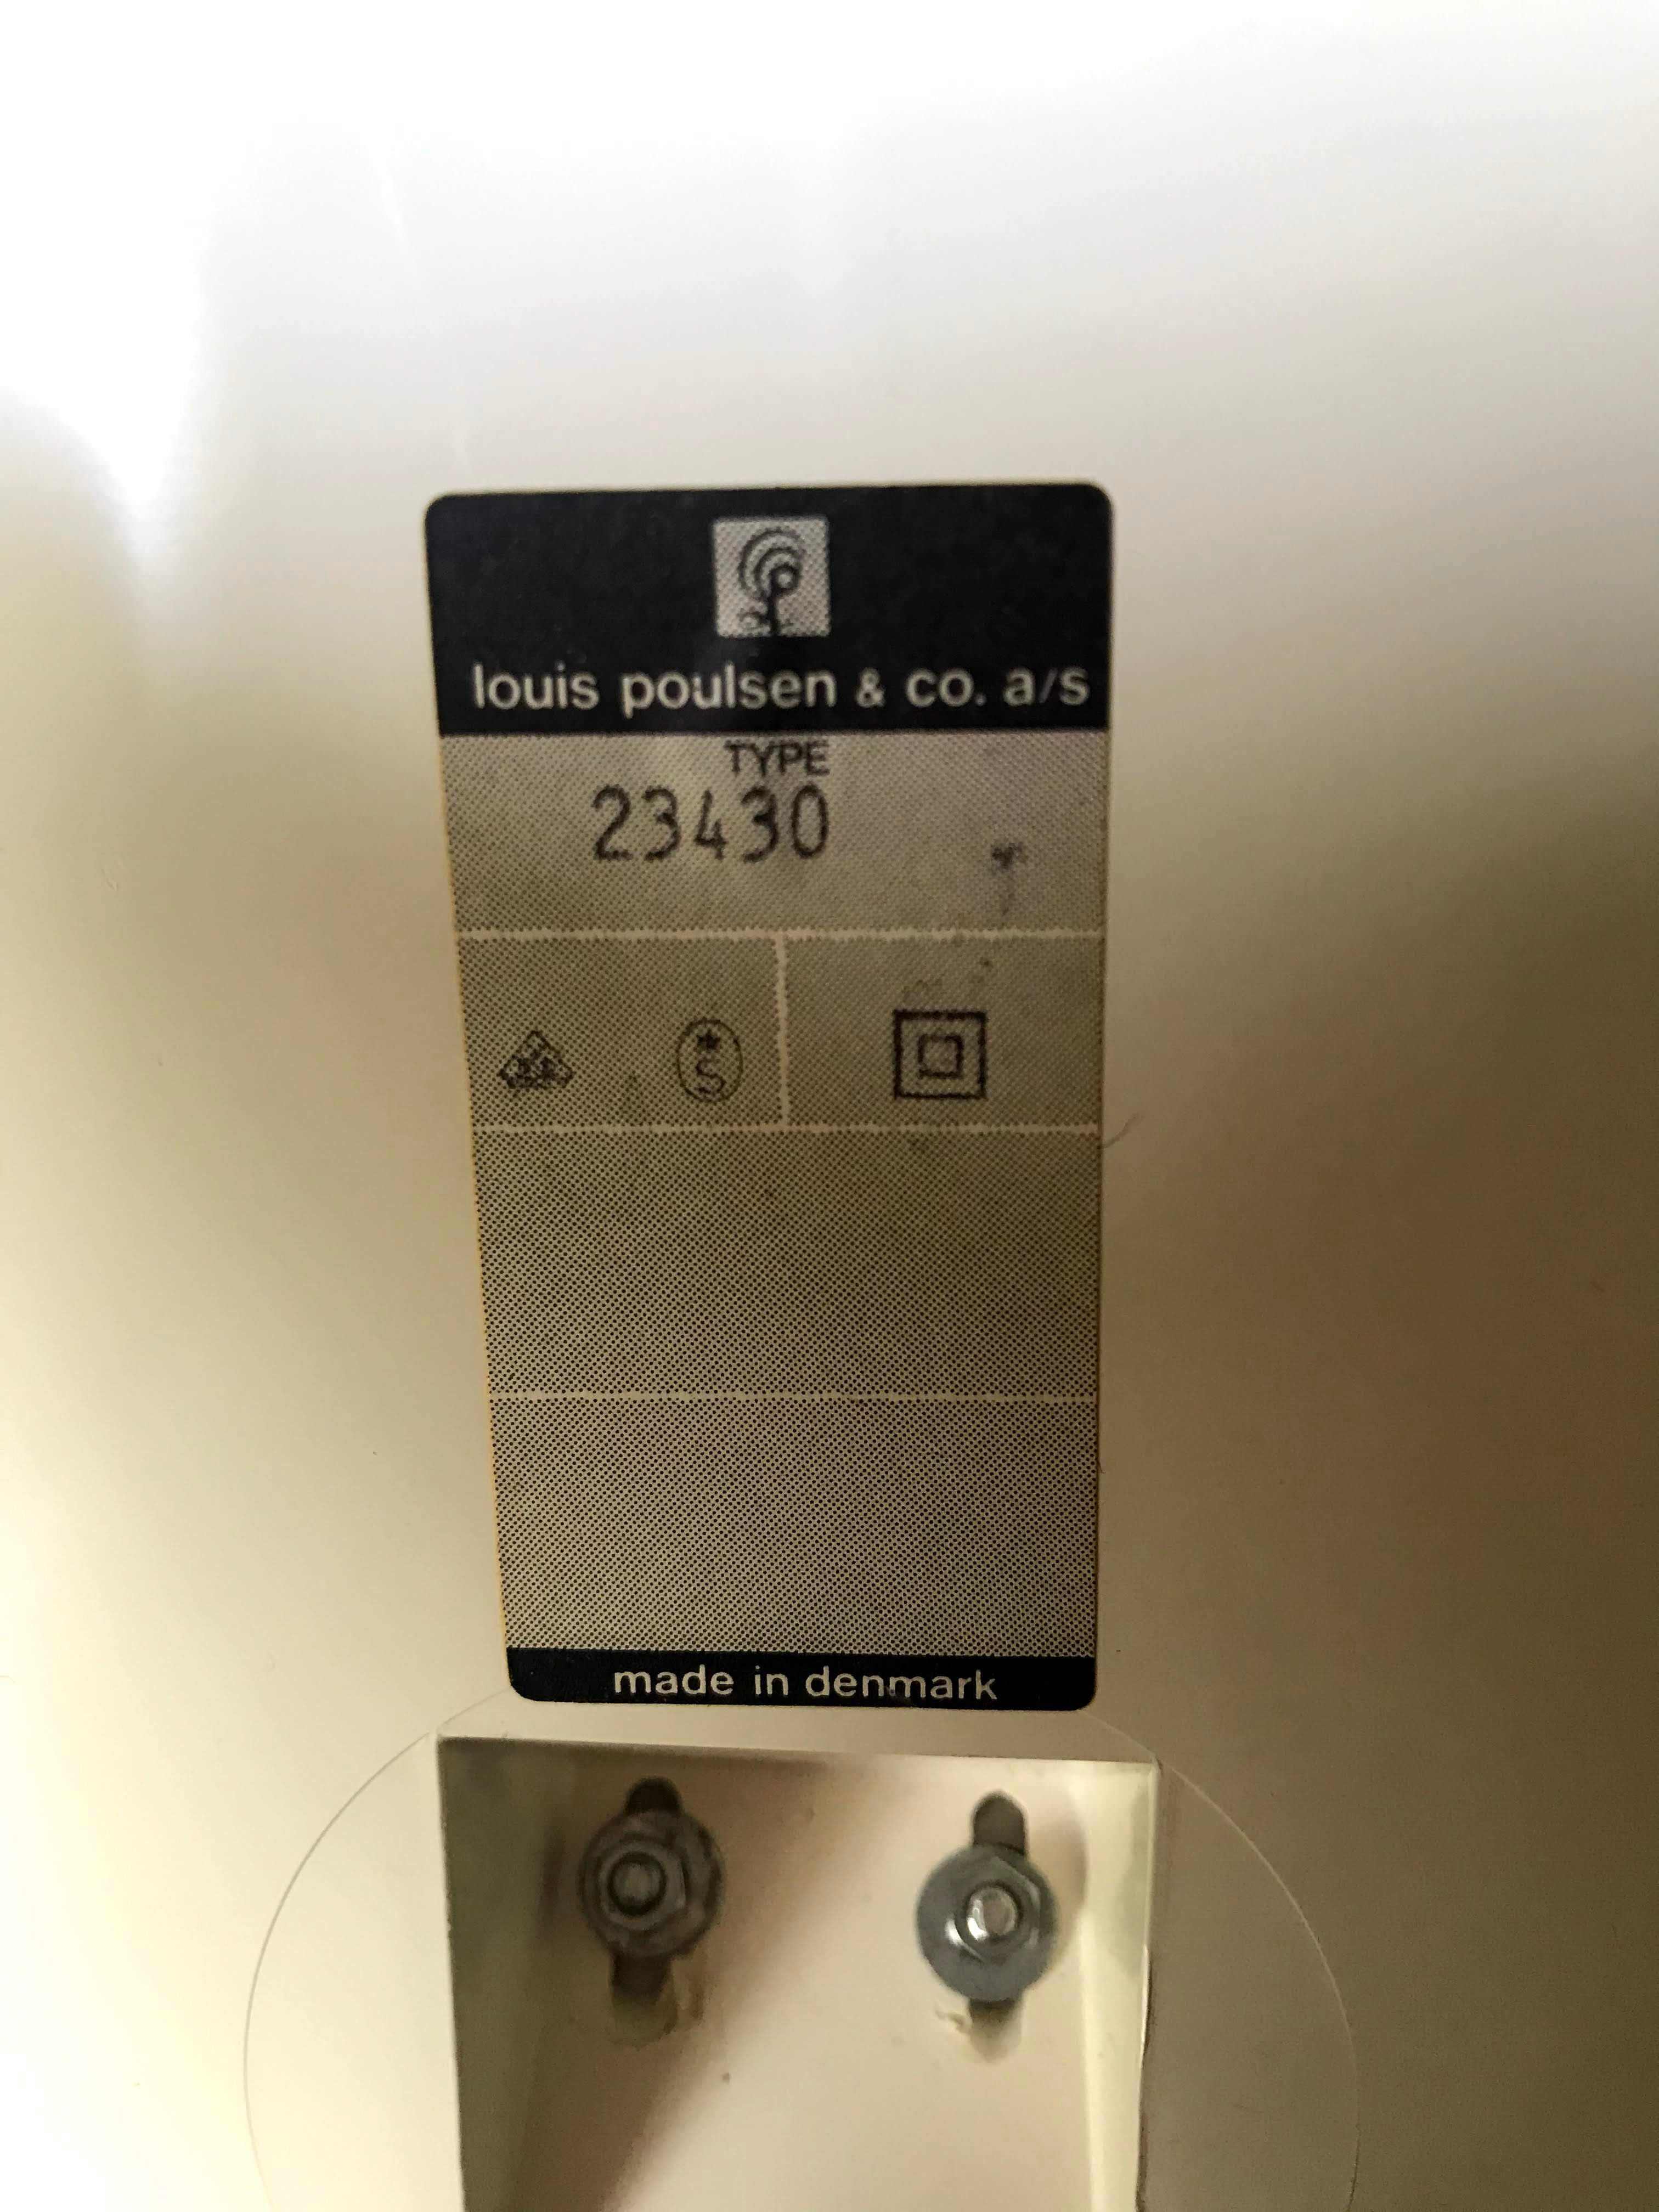 louis poulsen & co. a/s
TYPE
23430
S
made in denmark